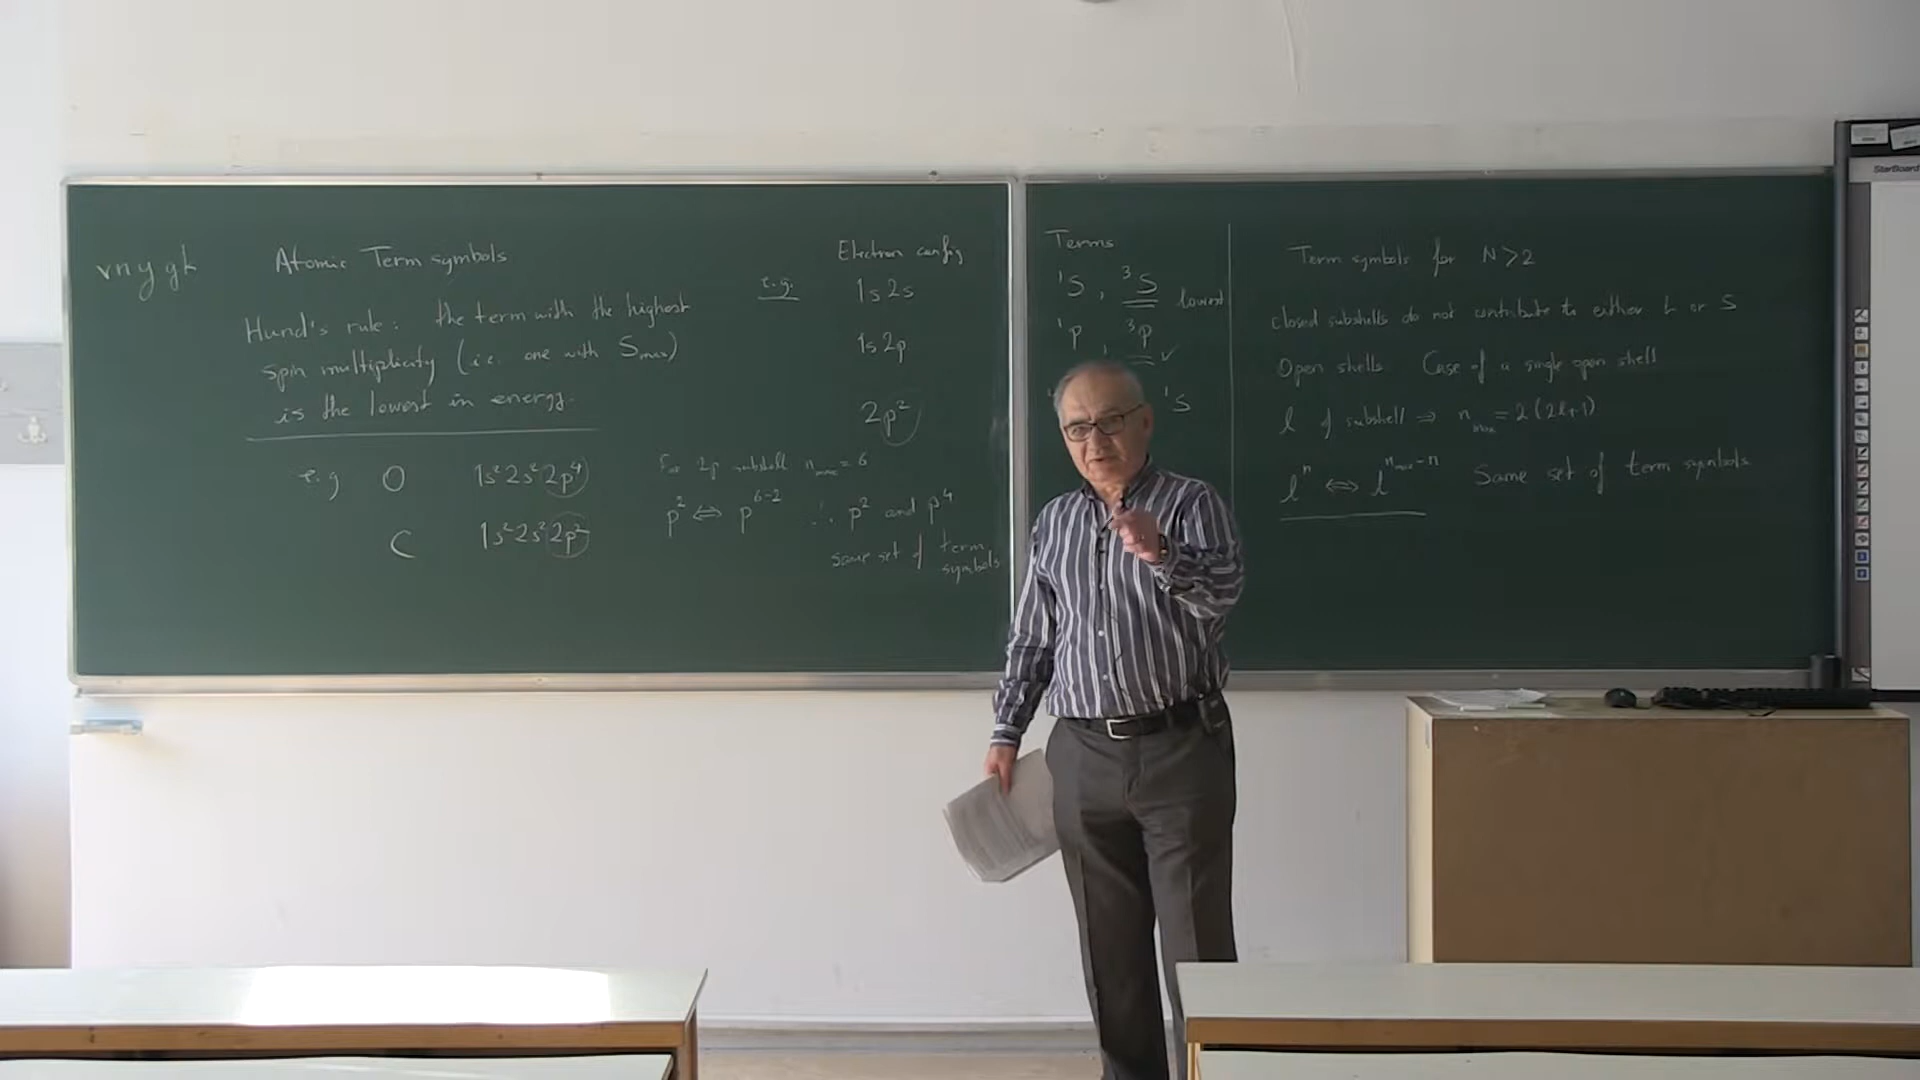 vnygk
Atomic Term symbols
Hund's rule: the term with the highest
spin multiplicity (i.e. one with Smax)
is the lowest in energy.
e.g O 1s²2s²2p⁴
C 1s²2s²2p²
For 2p subshell nmax = 6
p² ⇔ p⁶⁻² ∴ p² and p⁴
same set of term
symbols
Electron config
e.g. 1s2s
1s2p
2p²
Terms
¹S, ³S lowest
¹P, ³P ✓
¹S
Term symbols for N>2
closed subshells do not contribute to either L or S
Open shells. Case of a single open shell
l of subshell ⇒ nmax = 2(2l+1)
lⁿ ⇔ l^nmax-n Same set of term symbols
StarBoard